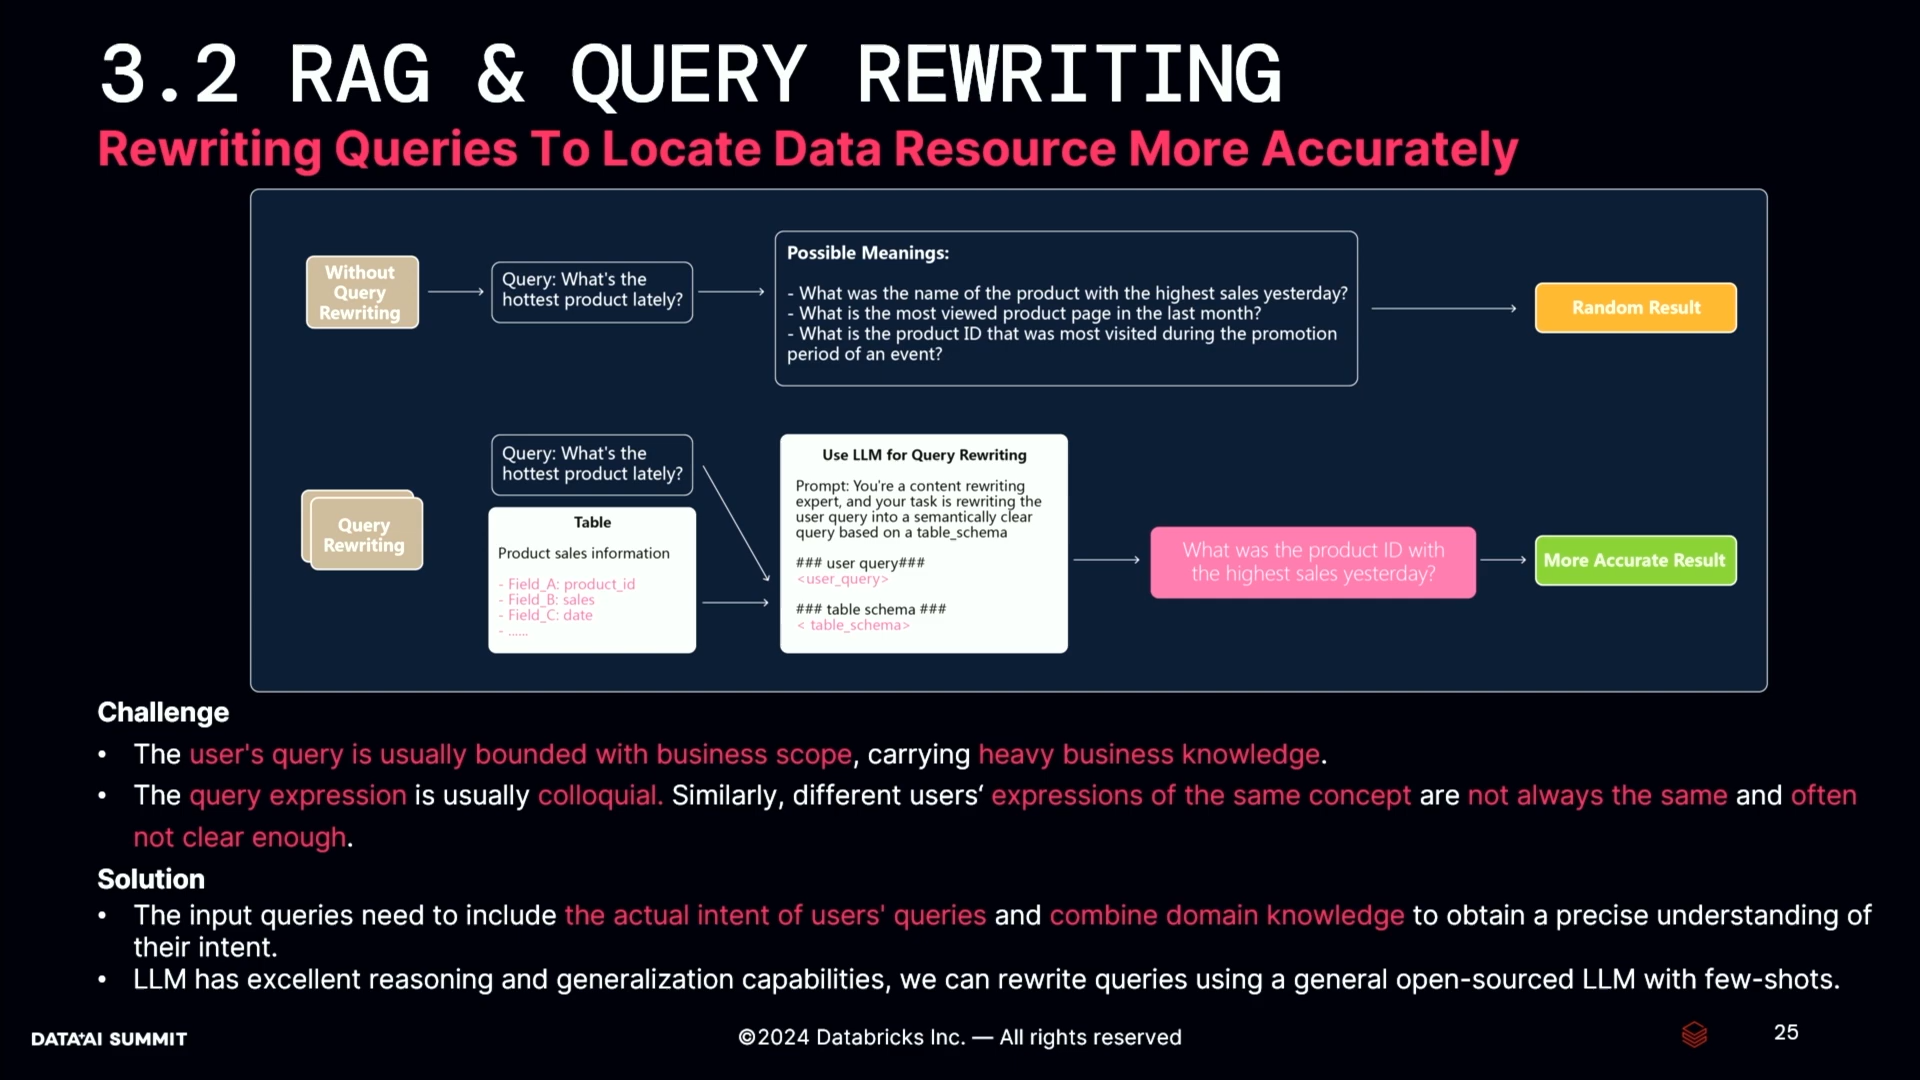 3.2 RAG & QUERY REWRITING
Rewriting Queries To Locate Data Resource More Accurately
Without
Query
Rewriting
Query: What's the
hottest product lately?
Possible Meanings:
- What was the name of the product with the highest sales yesterday?
- What is the most viewed product page in the last month?
- What is the product ID that was most visited during the promotion
period of an event?
Random Result
Query
Rewriting
Query: What's the
hottest product lately?
Table
Product sales information
- Field_A: product_id
- Field_B: sales
- Field_C: date
- ......
Use LLM for Query Rewriting
Prompt: You're a content rewriting
expert, and your task is rewriting the
user query into a semantically clear
query based on a table_schema
### user query###
<user_query>
### table schema ###
< table_schema>
What was the product ID with
the highest sales yesterday?
More Accurate Result
Challenge
• The user's query is usually bounded with business scope, carrying heavy business knowledge.
• The query expression is usually colloquial. Similarly, different users‘ expressions of the same concept are not always the same and often
not clear enough.
Solution
• The input queries need to include the actual intent of users' queries and combine domain knowledge to obtain a precise understanding of
their intent.
• LLM has excellent reasoning and generalization capabilities, we can rewrite queries using a general open-sourced LLM with few-shots.
DATA+AI SUMMIT
©2024 Databricks Inc. — All rights reserved
25